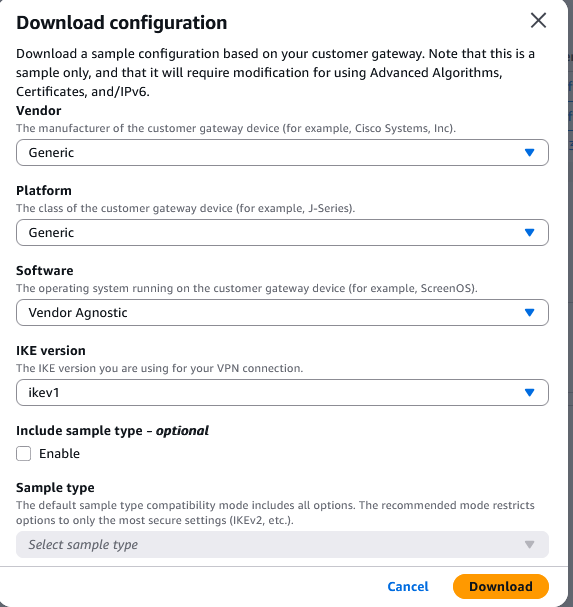 Download configuration
Download a sample configuration based on your customer gateway. Note that this is a
sample only, and that it will require modification for using Advanced Algorithms,
Certificates, and/IPv6.
Vendor
The manufacturer of the customer gateway device (for example, Cisco Systems, Inc).
Generic
Platform
The class of the customer gateway device (for example, J-Series).
Generic
Software
The operating system running on the customer gateway device (for example, ScreenOS).
Vendor Agnostic
IKE version
The IKE version you are using for your VPN connection.
ikev1
Include sample type – optional
Enable
Sample type
The default sample type compatibility mode includes all options. The recommended mode restricts
options to only the most secure settings (IKEv2, etc.).
Select sample type
Cancel
Download